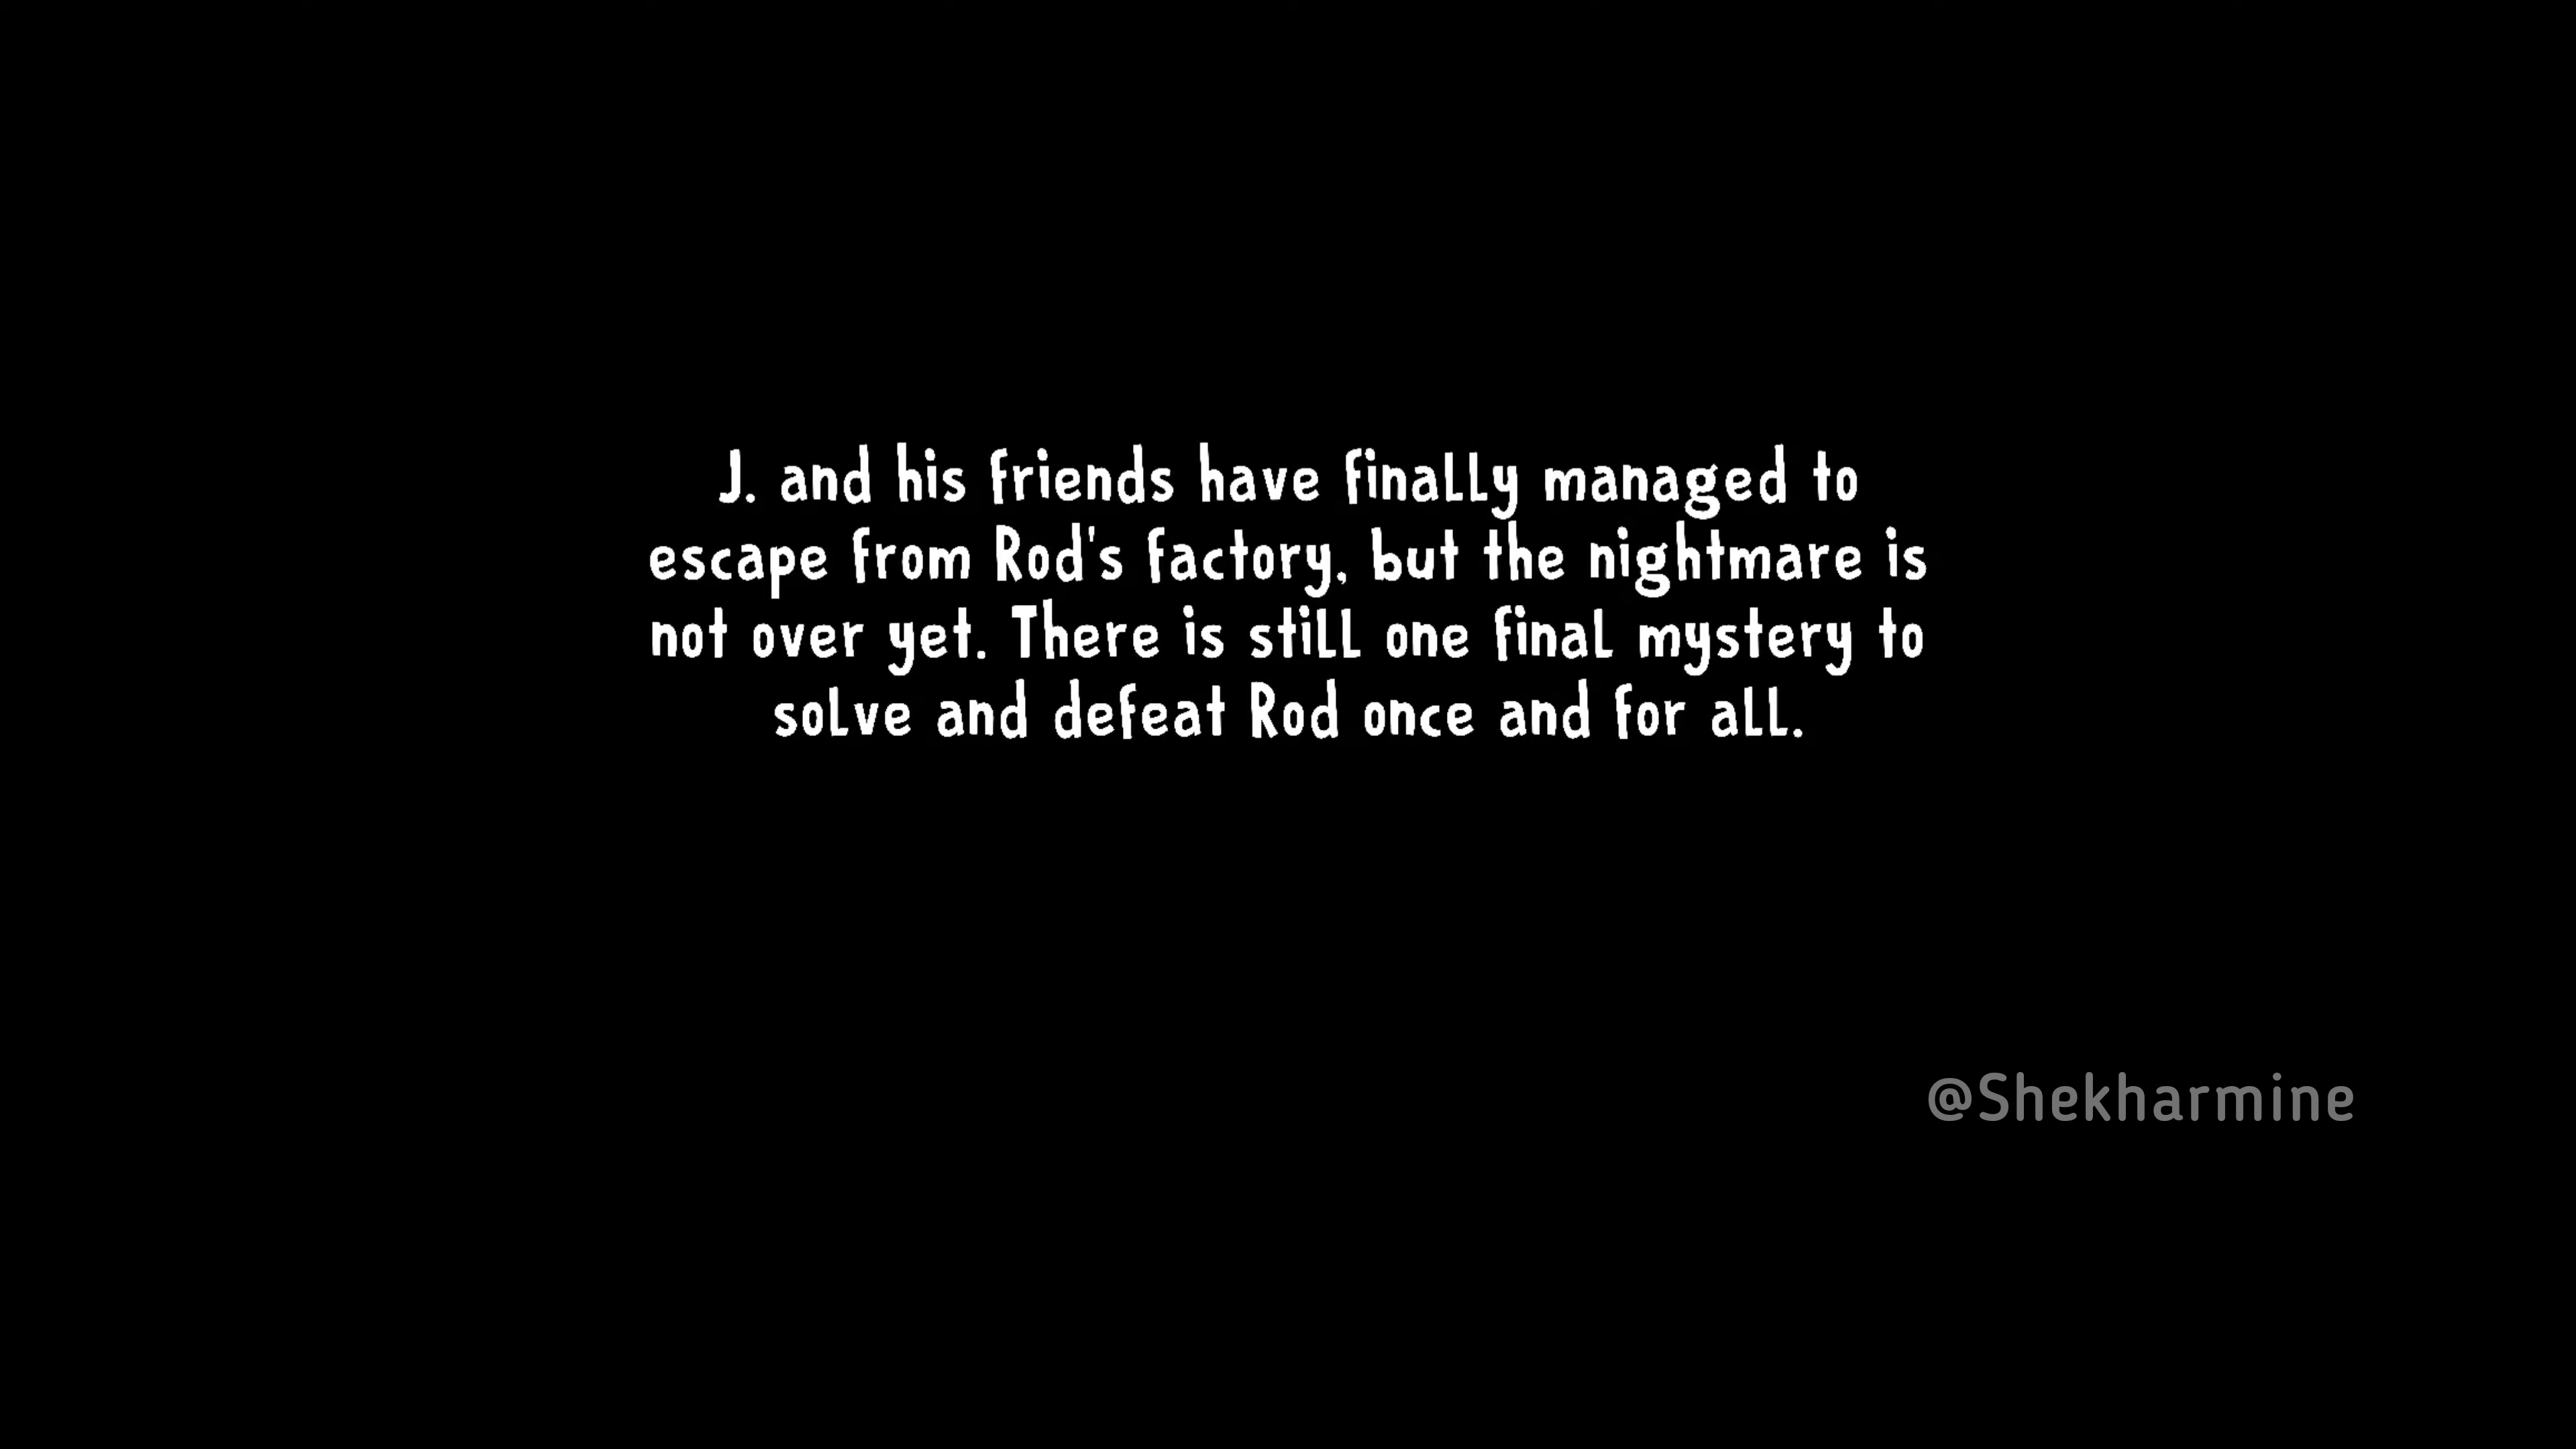 J. and his friends have finally managed to
escape from Rod's factory, but the nightmare is
not over yet. There is still one final mystery to
solve and defeat Rod once and for all.
@Shekharmine